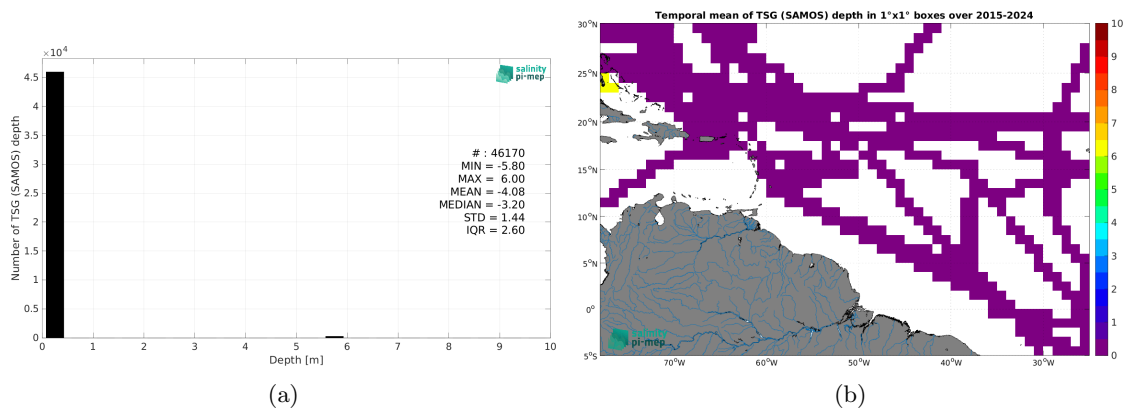 ×10⁴
4.5
4
3.5
3
2.5
2
1.5
1
0.5
0
Number of TSG (SAMOS) depth
salinity
pi-mep
# : 46170
MIN = -5.80
MAX = 6.00
MEAN = -4.08
MEDIAN = -3.20
STD = 1.44
IQR = 2.60
0 1 2 3 4 5 6 7 8 9 10
Depth [m]
(a)
Temporal mean of TSG (SAMOS) depth in 1°x1° boxes over 2015-2024
30°N
25°N
20°N
15°N
10°N
5°N
0°
5°S
70°W 60°W 50°W 40°W 30°W
salinity
pi-mep
10
9
8
7
6
5
4
3
2
1
0
(b)